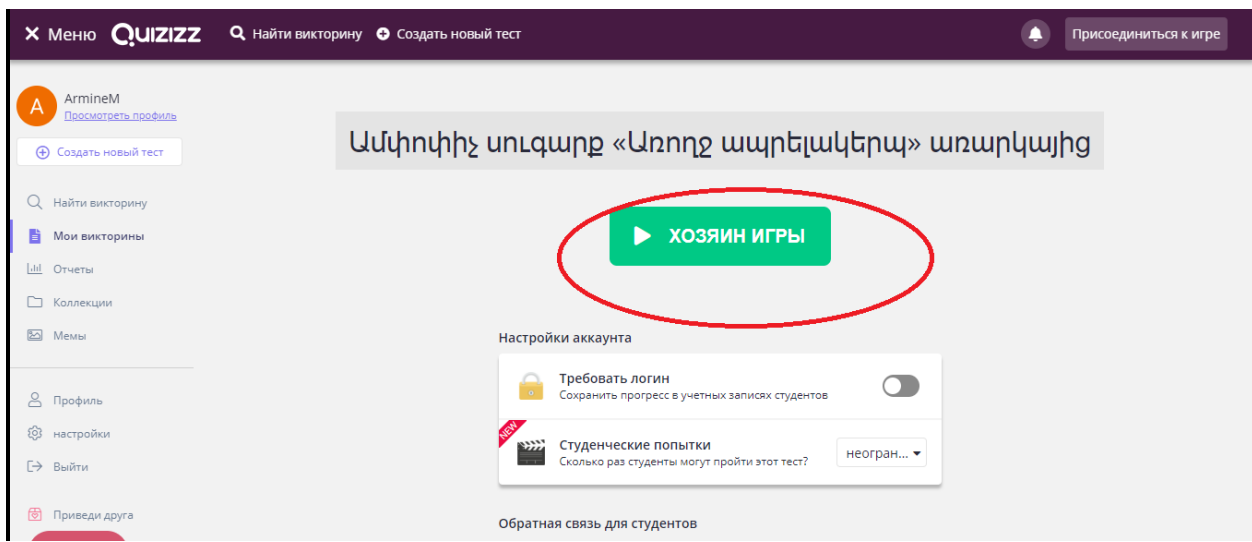 Меню QUIZIZZ Найти викторину Создать новый тест Присоединиться к игре
A ArmineM
Просмотреть профиль
Создать новый тест
Найти викторину
Мои викторины
Отчеты
Коллекции
Мемы
Профиль
настройки
Выйти
Приведи друга
Ամփոփիչ սուգարք «Առողջ ապրելակերպ» առարկայից
ХОЗЯИН ИГРЫ
Настройки аккаунта
Требовать логин
Сохранить прогресс в учетных записях студентов
NEW
Студенческие попытки
Сколько раз студенты могут пройти этот тест?
неогран...
Обратная связь для студентов